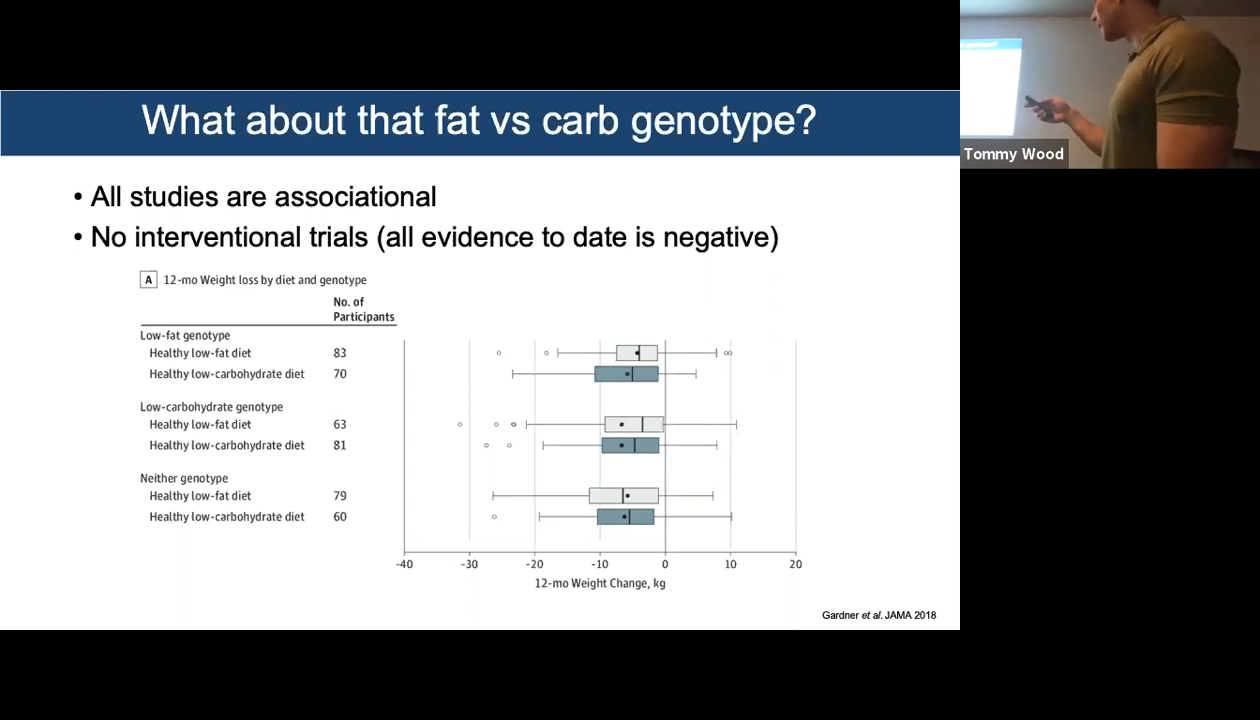 What about that fat vs carb genotype?
Tommy Wood
• All studies are associational
• No interventional trials (all evidence to date is negative)
A 12-mo Weight loss by diet and genotype
No. of
Participants
Low-fat genotype
Healthy low-fat diet 83
Healthy low-carbohydrate diet 70
Low-carbohydrate genotype
Healthy low-fat diet 63
Healthy low-carbohydrate diet 81
Neither genotype
Healthy low-fat diet 79
Healthy low-carbohydrate diet 60
-40 -30 -20 -10 0 10 20
12-mo Weight Change, kg
Gardner et al. JAMA 2018